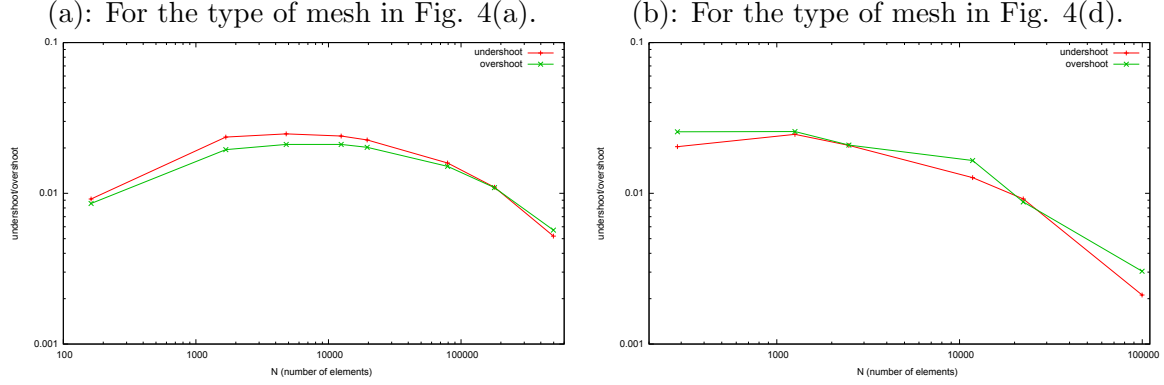 (a): For the type of mesh in Fig. 4(a).
0.1
undershoot
overshoot
0.01
0.001
undershoot/overshoot
100
1000
10000
100000
N (number of elements)
(b): For the type of mesh in Fig. 4(d).
0.1
undershoot
overshoot
0.01
0.001
undershoot/overshoot
1000
10000
100000
N (number of elements)